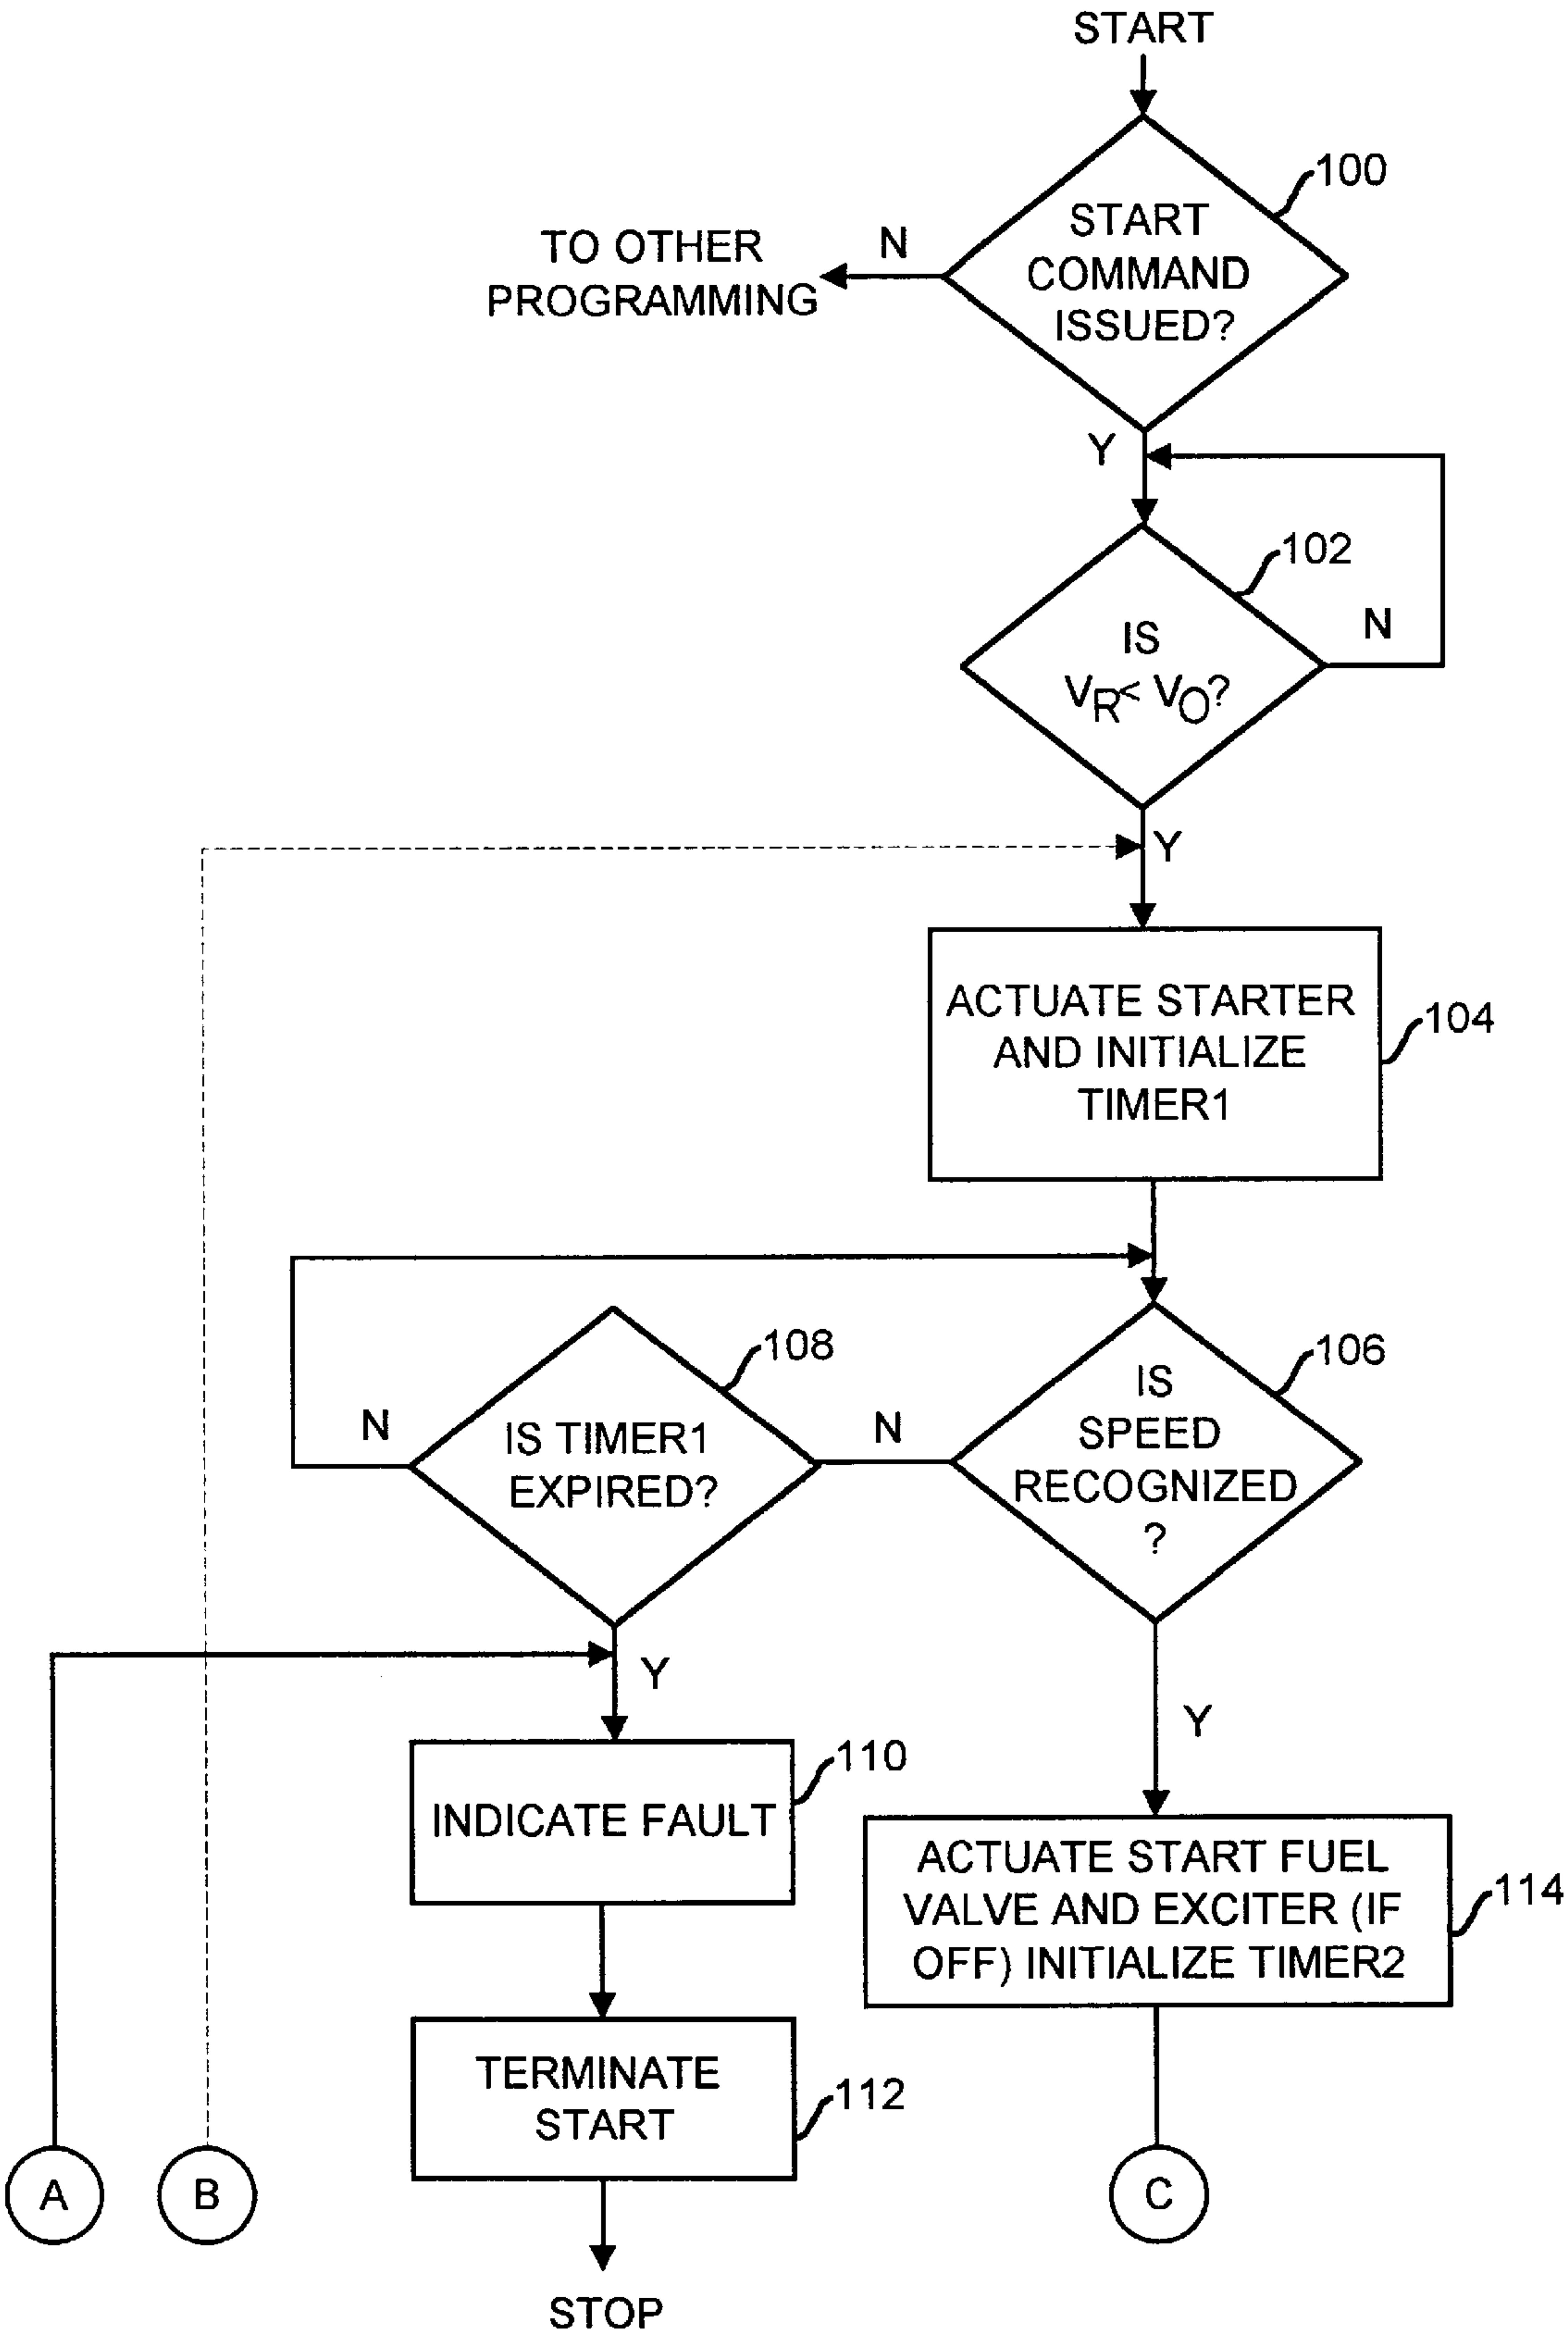 START
100
START
COMMAND
ISSUED?
N
TO OTHER
PROGRAMMING
Y
102
IS
VR< VO?
N
Y
ACTUATE STARTER
AND INITIALIZE
TIMER1
104
108
IS TIMER1
EXPIRED?
N
N
106
IS
SPEED
RECOGNIZED
?
Y
Y
110
INDICATE FAULT
ACTUATE START FUEL
VALVE AND EXCITER (IF
OFF) INITIALIZE TIMER2
114
TERMINATE
START
112
A
B
C
STOP